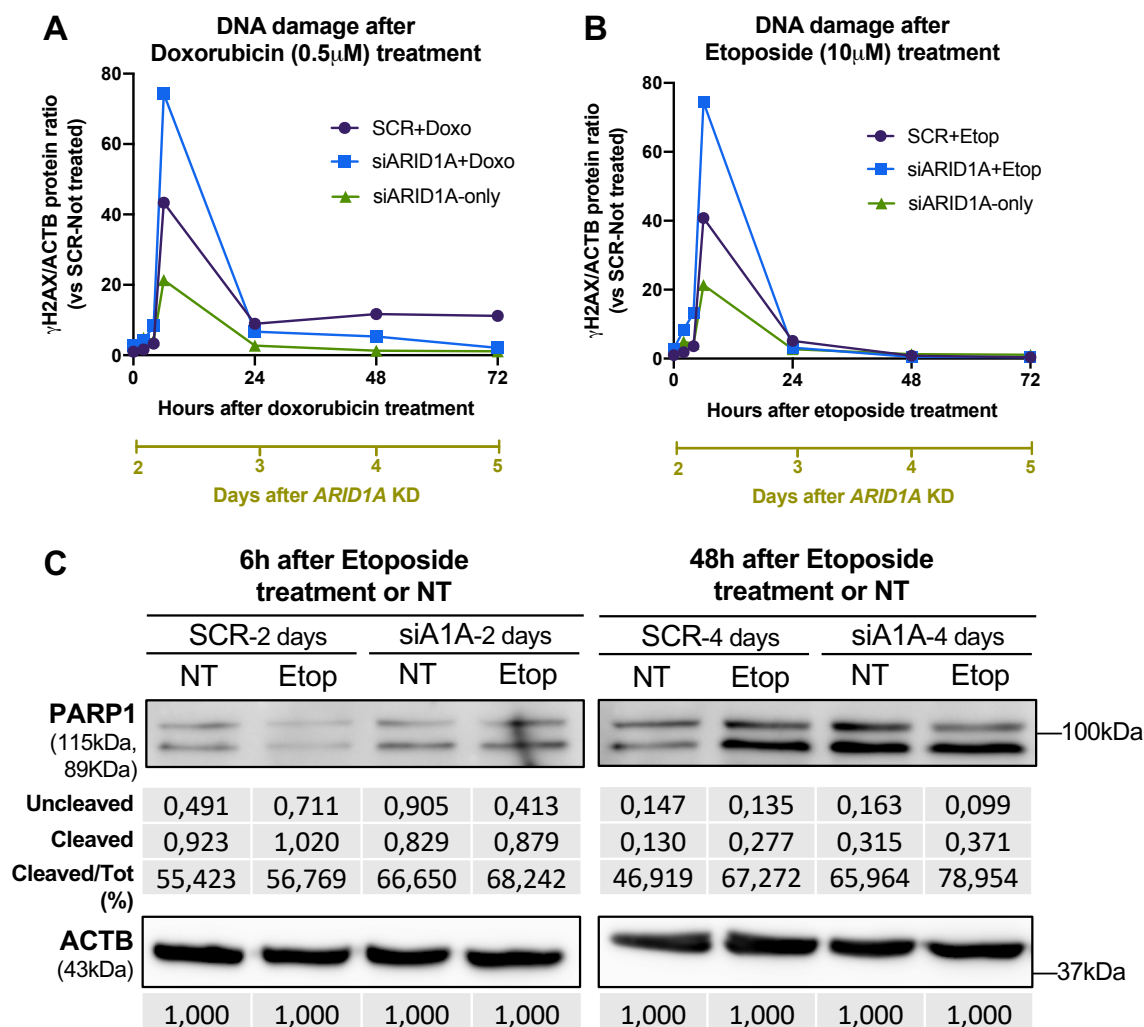 A
DNA damage after
Doxorubicin (0.5μM) treatment
γH2AX/ACTB protein ratio
(vs SCR-Not treated)
80
60
40
20
0
SCR+Doxo
siARID1A+Doxo
siARID1A-only
0 24 48 72
Hours after doxorubicin treatment
2 3 4 5
Days after ARID1A KD
B
DNA damage after
Etoposide (10μM) treatment
γH2AX/ACTB protein ratio
(vs SCR-Not treated)
80
60
40
20
0
SCR+Etop
siARID1A+Etop
siARID1A-only
0 24 48 72
Hours after etoposide treatment
2 3 4 5
Days after ARID1A KD
C
6h after Etoposide
treatment or NT
48h after Etoposide
treatment or NT
SCR-2 days siA1A-2 days SCR-4 days siA1A-4 days
NT Etop NT Etop NT Etop NT Etop
PARP1
(115kDa,
89KDa)
100kDa
Uncleaved 0,491 0,711 0,905 0,413 0,147 0,135 0,163 0,099
Cleaved 0,923 1,020 0,829 0,879 0,130 0,277 0,315 0,371
Cleaved/Tot
(%)
55,423 56,769 66,650 68,242 46,919 67,272 65,964 78,954
ACTB
(43kDa)
37kDa
1,000 1,000 1,000 1,000 1,000 1,000 1,000 1,000